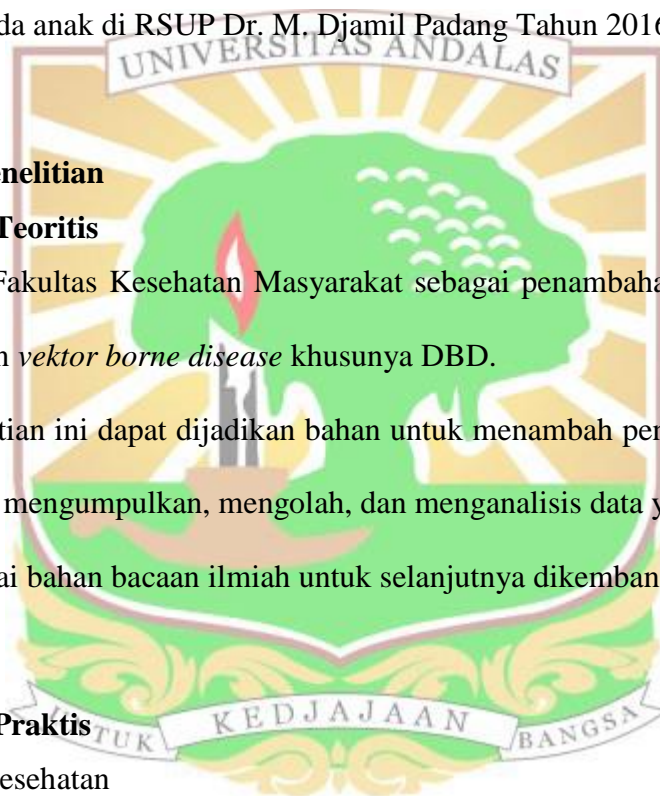 da anak di RSUP Dr. M. Djamil Padang Tahun 2016
UNIVERSITAS ANDALAS
enelitian
Teoritis
Fakultas Kesehatan Masyarakat sebagai penambaha
n vektor borne disease khusunya DBD.
tian ini dapat dijadikan bahan untuk menambah pen
mengumpulkan, mengolah, dan menganalisis data y
ai bahan bacaan ilmiah untuk selanjutnya dikemban
Praktis
UNTUK KEDJAJAAN BANGSA
esehatan